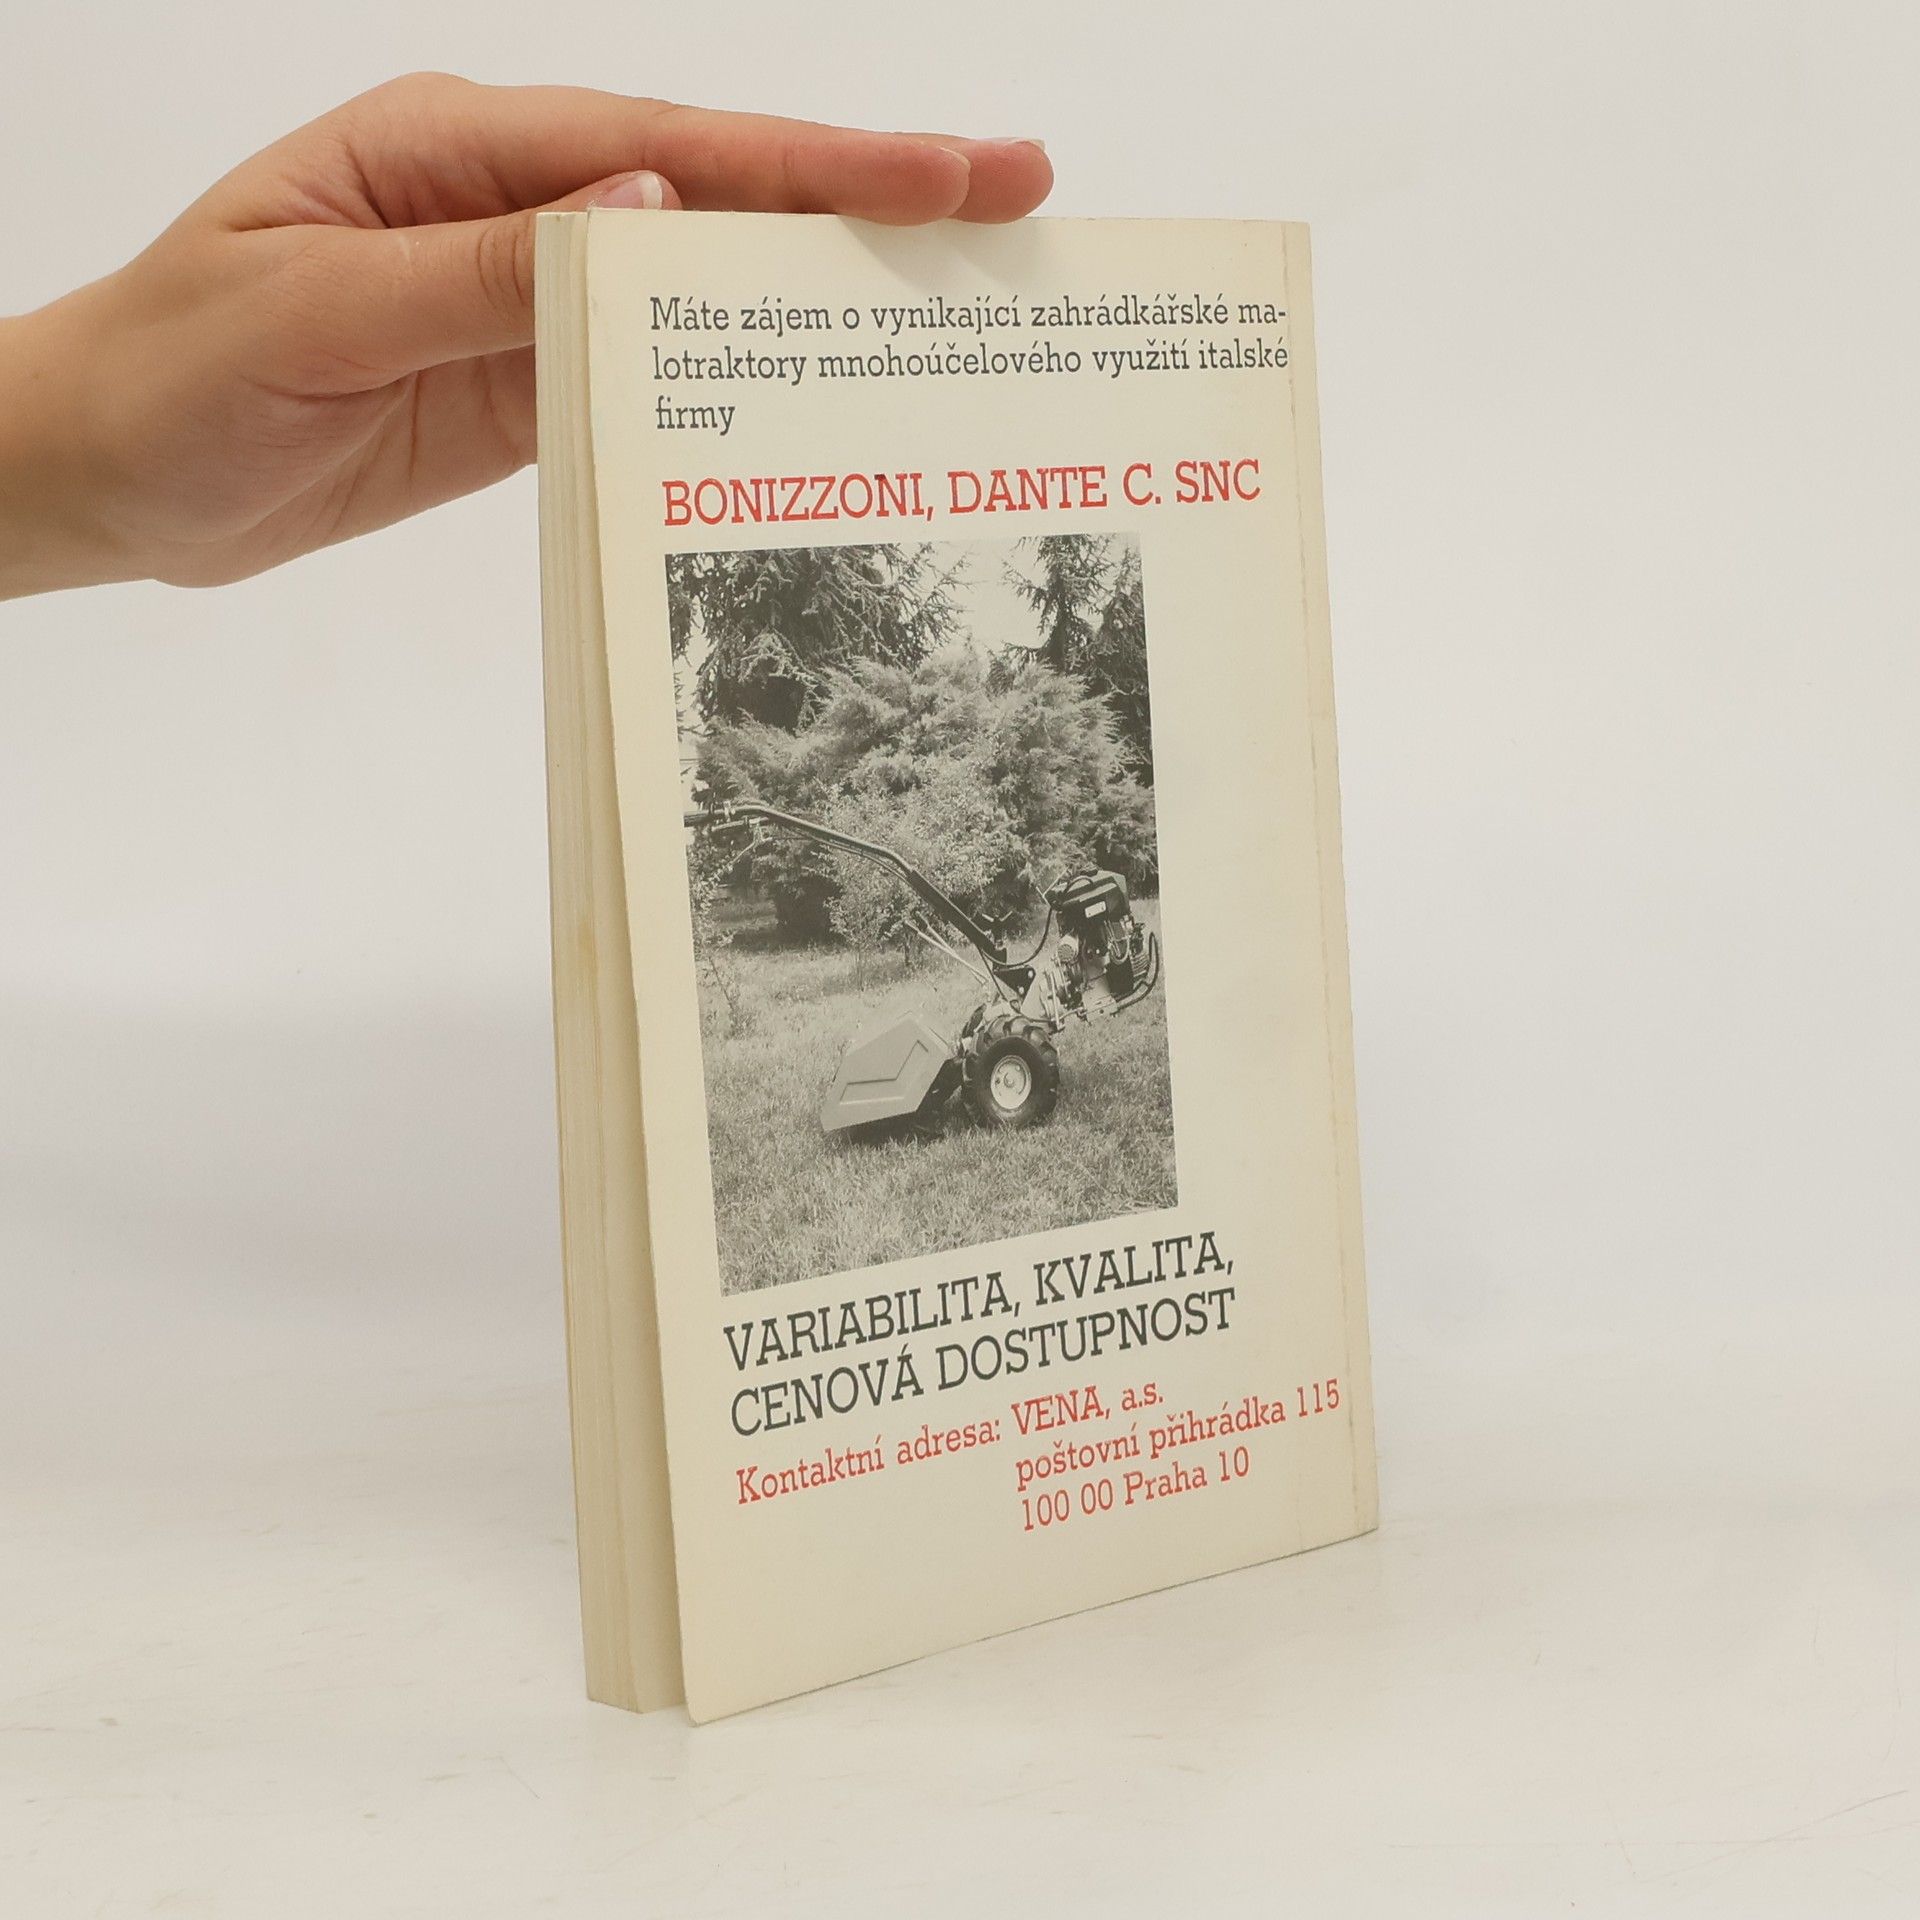 Máte zájem o vynikající zahrádkářské ma-
lotraktory mnohoúčelového využití italské
firmy
BONIZZONI, DANTE C. SNC
VARIABILITA, KVALITA,
CENOVÁ DOSTUPNOST
Kontaktní adresa: VENA, a.s.
poštovní přihrádka 115
100 00 Praha 10